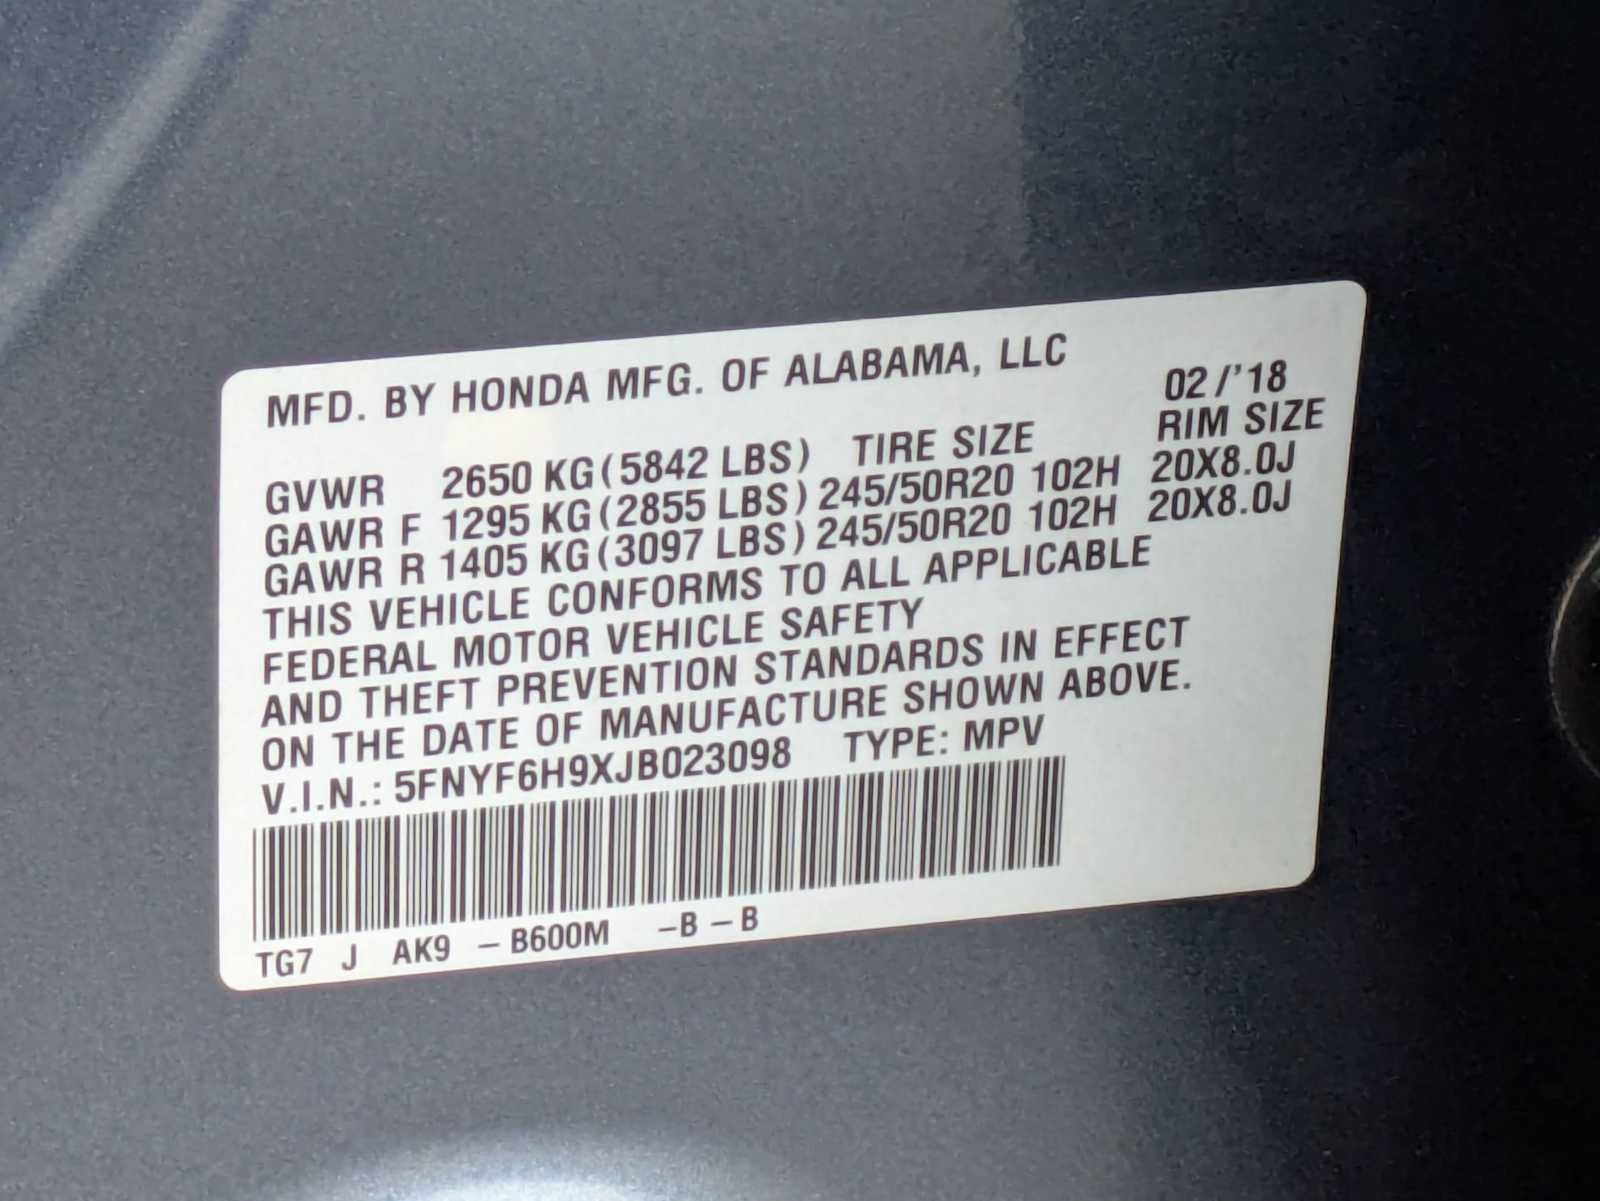 MFD. BY HONDA MFG. OF ALABAMA, LLC
02/'18
GVWR 2650 KG(5842 LBS) TIRE SIZE RIM SIZE
GAWR F 1295 KG(2855 LBS) 245/50R20 102H 20X8.0J
GAWR R 1405 KG(3097 LBS) 245/50R20 102H 20X8.0J
THIS VEHICLE CONFORMS TO ALL APPLICABLE
FEDERAL MOTOR VEHICLE SAFETY
AND THEFT PREVENTION STANDARDS IN EFFECT
ON THE DATE OF MANUFACTURE SHOWN ABOVE.
V.I.N.: 5FNYF6H9XJB023098 TYPE: MPV
TG7 J AK9 – B600M –B – B